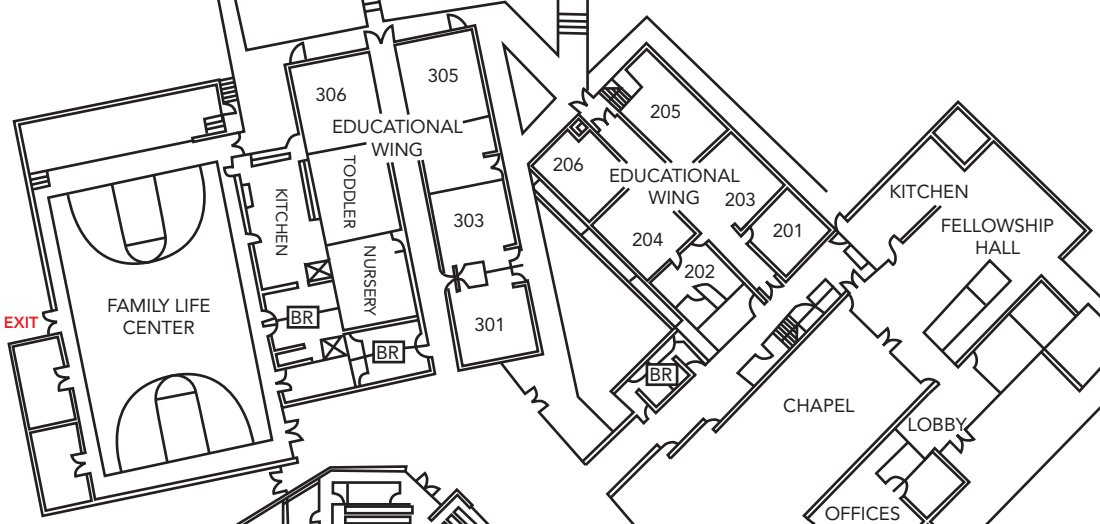 305
306
EDUCATIONAL
WING
TODDLER
KITCHEN
303
NURSERY
FAMILY LIFE
CENTER
EXIT
BR
301
BR
205
206
EDUCATIONAL
WING
203
201
204
202
KITCHEN
FELLOWSHIP
HALL
BR
CHAPEL
LOBBY
OFFICES